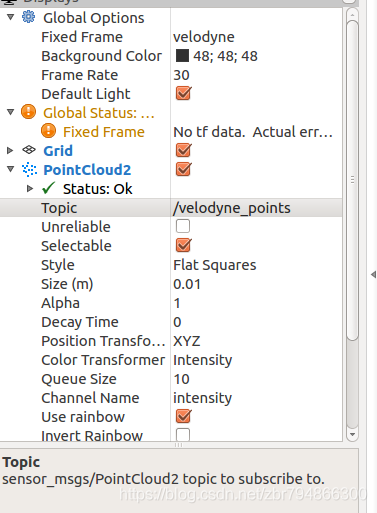 Displays
Global Options
Fixed Frame velodyne
Background Color 48; 48; 48
Frame Rate 30
Default Light
Global Status: ...
Fixed Frame No tf data. Actual err...
Grid
PointCloud2
Status: Ok
Topic /velodyne_points
Unreliable
Selectable
Style Flat Squares
Size (m) 0.01
Alpha 1
Decay Time 0
Position Transfo... XYZ
Color Transformer Intensity
Queue Size 10
Channel Name intensity
Use rainbow
Invert Rainbow
Topic
sensor_msgs/PointCloud2 topic to subscribe to.
https://blog.csdn.net/zbr794866300